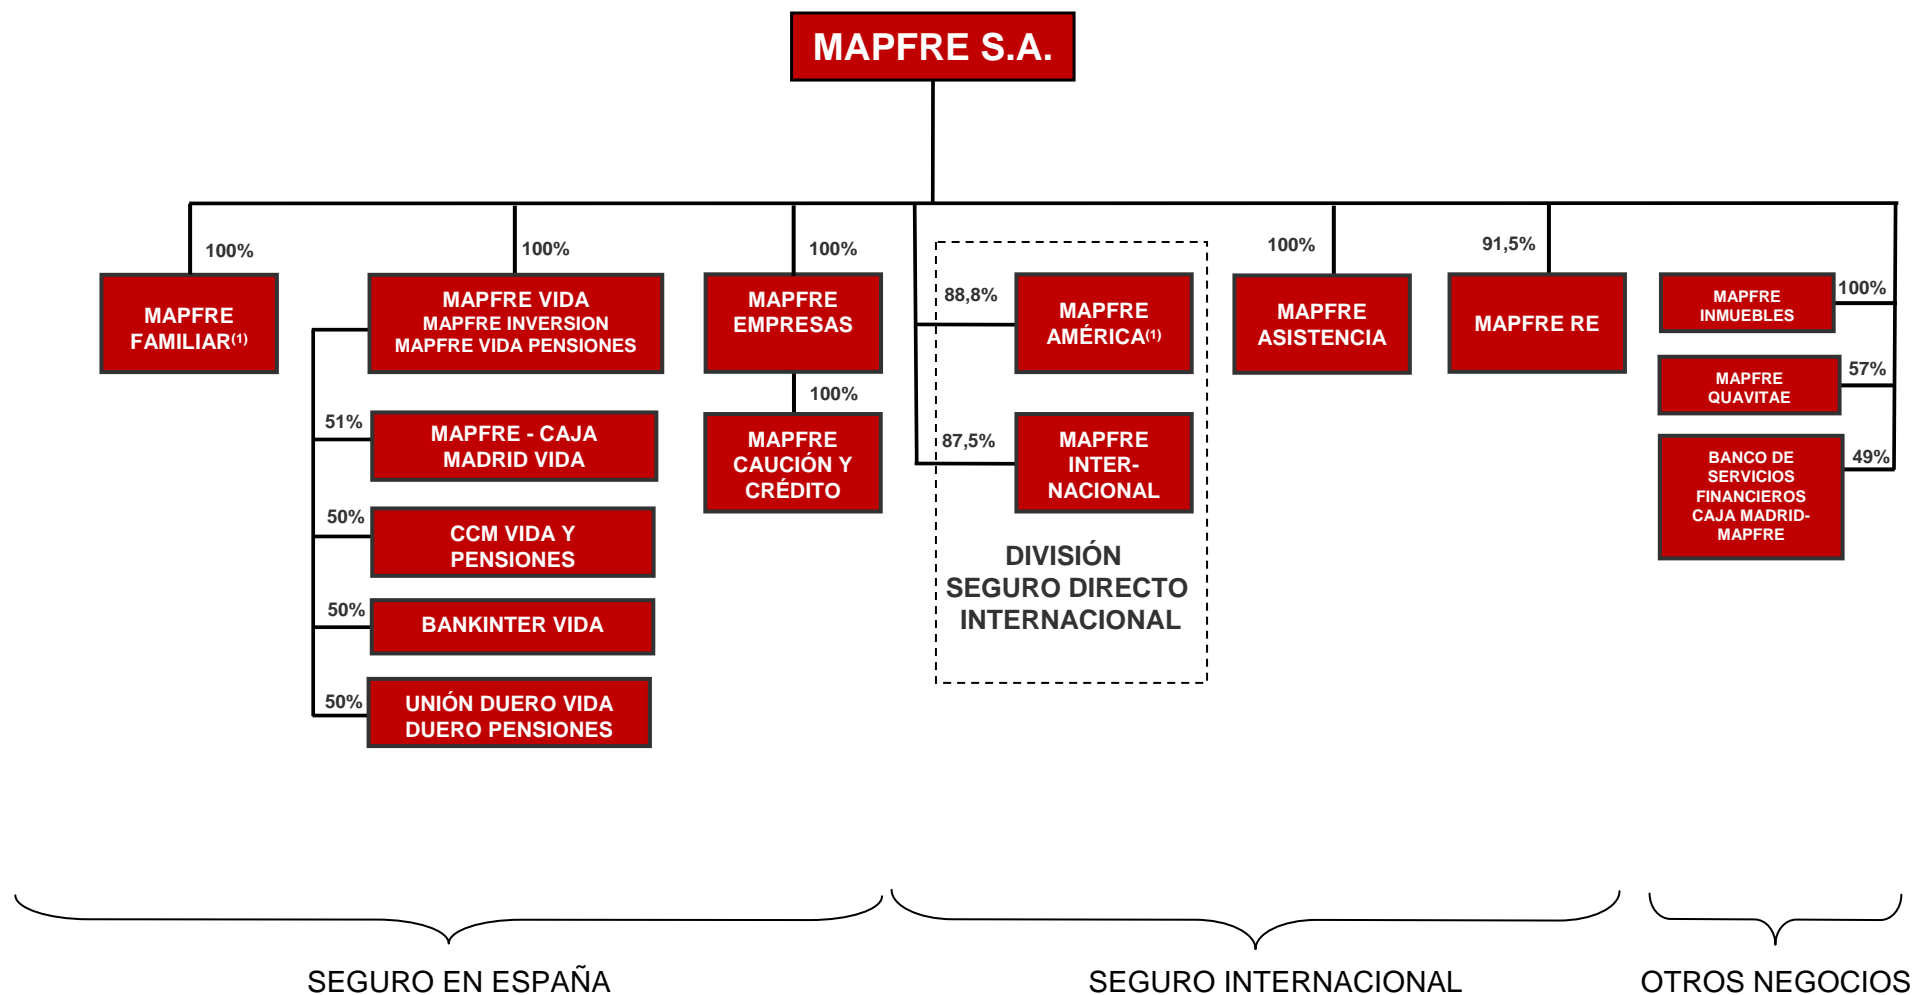 MAPFRE S.A.
100%
MAPFRE
FAMILIAR(1)
100%
MAPFRE VIDA
MAPFRE INVERSION
MAPFRE VIDA PENSIONES
51%
MAPFRE - CAJA
MADRID VIDA
50%
CCM VIDA Y
PENSIONES
50%
BANKINTER VIDA
50%
UNIÓN DUERO VIDA
DUERO PENSIONES
100%
MAPFRE
EMPRESAS
100%
MAPFRE
CAUCIÓN Y
CRÉDITO
88,8%
MAPFRE
AMÉRICA(1)
87,5%
MAPFRE
INTER-
NACIONAL
DIVISIÓN
SEGURO DIRECTO
INTERNACIONAL
100%
MAPFRE
ASISTENCIA
91,5%
MAPFRE RE
100%
MAPFRE
INMUEBLES
57%
MAPFRE
QUAVITAE
49%
BANCO DE
SERVICIOS
FINANCIEROS
CAJA MADRID-
MAPFRE
SEGURO EN ESPAÑA
SEGURO INTERNACIONAL
OTROS NEGOCIOS